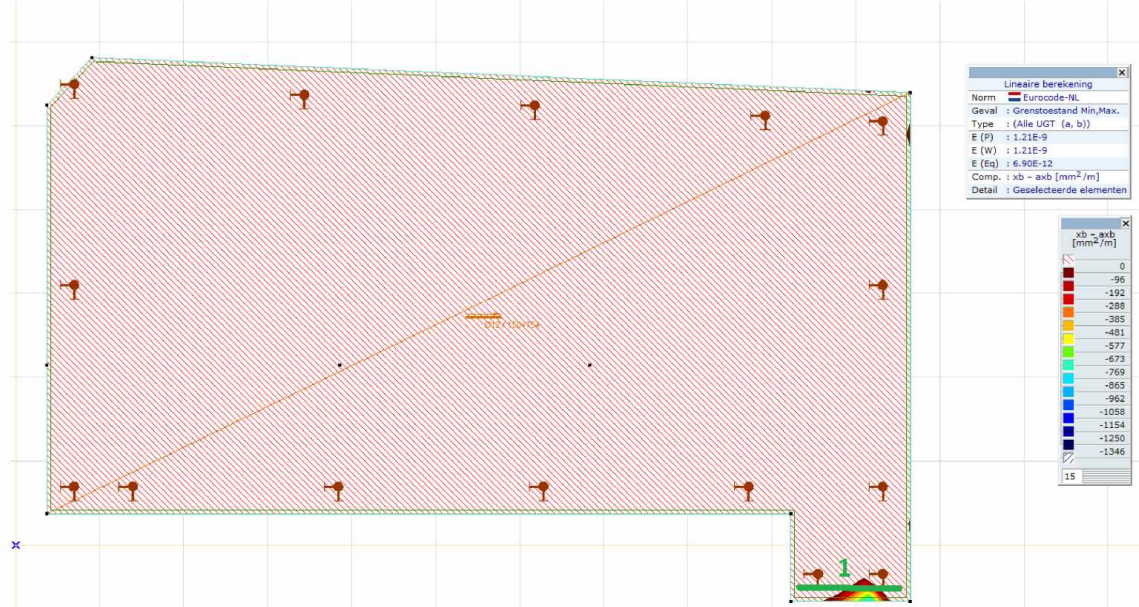 Lineaire berekening
Norm Eurocode-NL
Geval : Grenstoestand Min,Max.
Type : (Alle UGT (a, b))
E (P) : 1.21E-9
E (W) : 1.21E-9
E (Eq) : 6.90E-12
Comp. : xb - axb [mm²/m]
Detail : Geselecteerde elementen
xb - axb
[mm²/m]
0
-96
-192
-288
-385
-481
-577
-673
-769
-865
-962
-1058
-1154
-1250
-1346
15
1